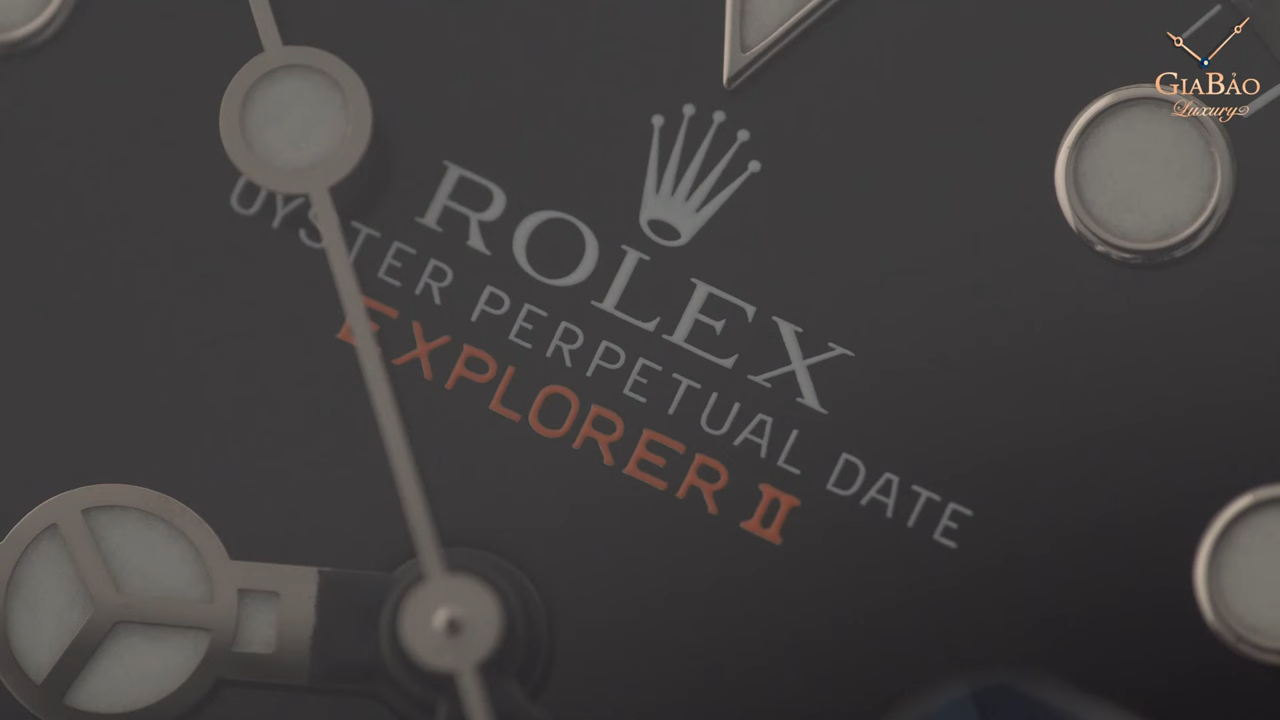 GIABẢO
Luxury
ROLEX
OYSTER PERPETUAL DATE
EXPLORER II